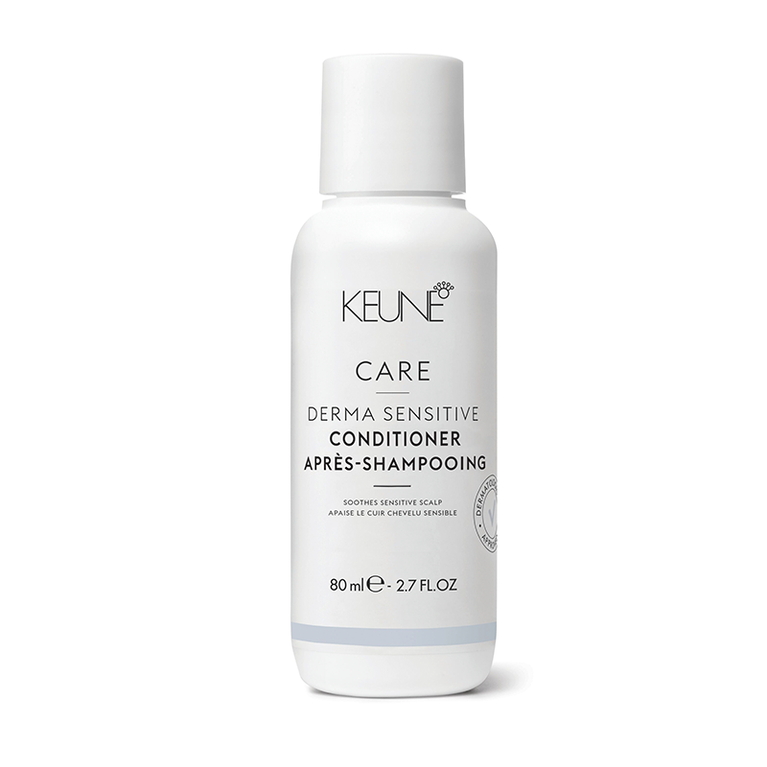 KEUNE
CARE
DERMA SENSITIVE
CONDITIONER
APRÈS-SHAMPOOING
SOOTHES SENSITIVE SCALP
APAISE LE CUIR CHEVELU SENSIBLE
80 ml e - 2.7 FL.OZ